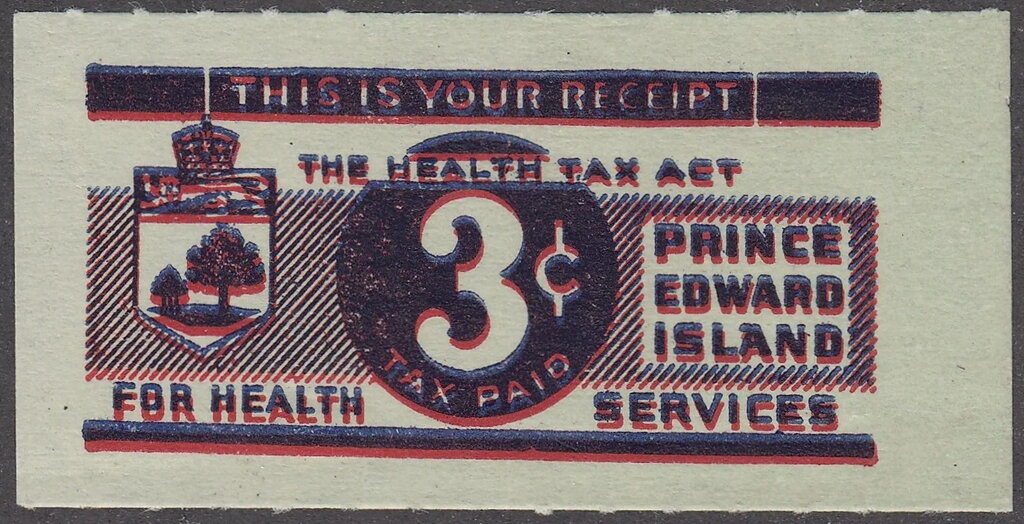 THIS IS YOUR RECEIPT
THE HEALTH TAX ACT
3¢
TAX PAID
PRINCE
EDWARD
ISLAND
FOR HEALTH SERVICES